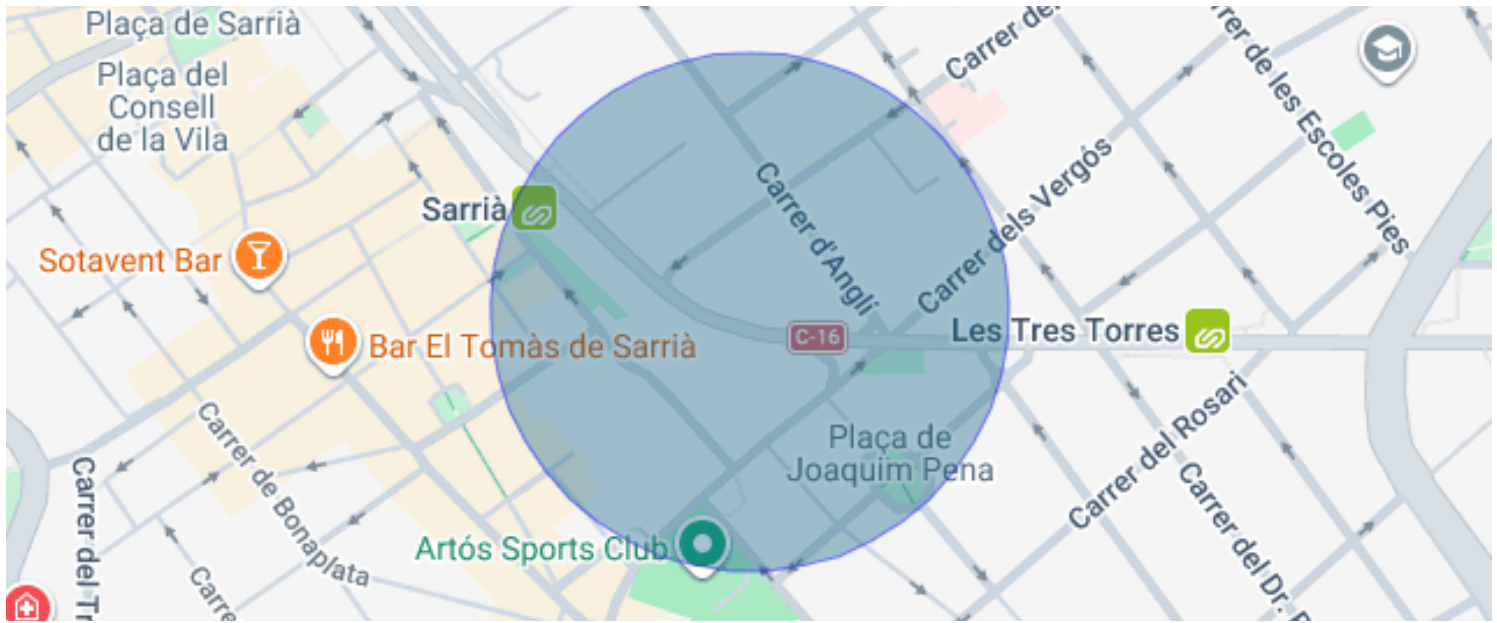 Plaça de Sarrià
Plaça del
Consell
de la Vila
Sarrià
Sotavent Bar
Bar El Tomàs de Sarrià
Carrer d'Anglí
Carrer dels Vergós
Carrer de les Escoles Pies
C-16
Les Tres Torres
Plaça de
Joaquim Pena
Carrer del Rosari
Carrer de Bonaplata
Artós Sports Club
Carrer del Dr.
Carrer del
Carrer